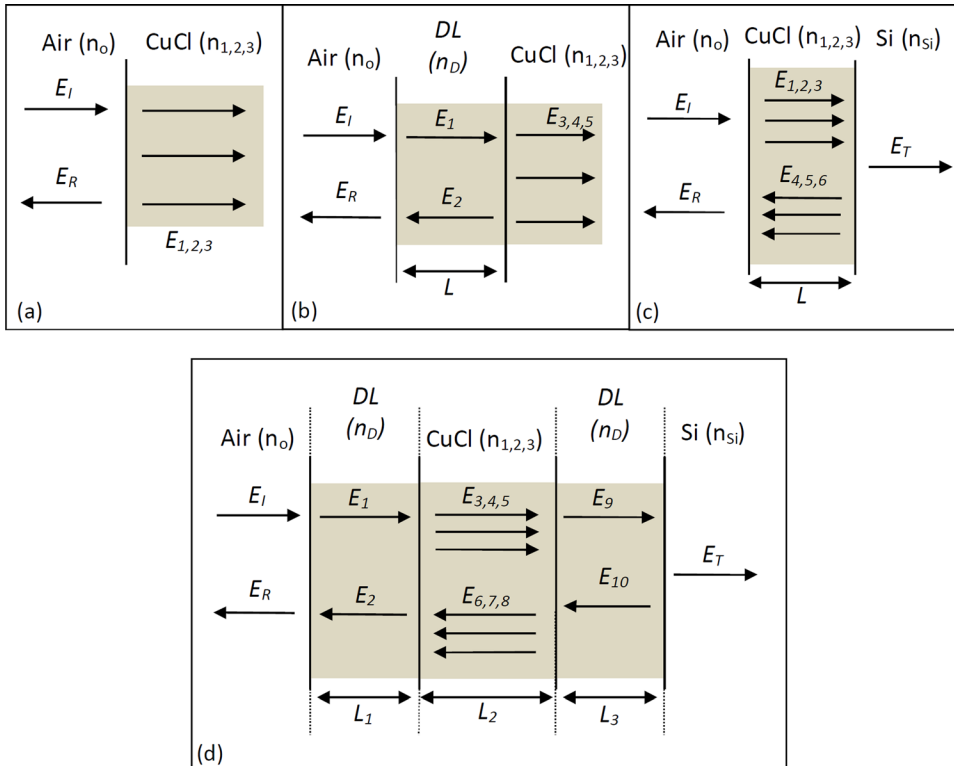 Air (nₒ) CuCl (n₁,₂,₃)
E_I
E_R
E₁,₂,₃
(a)
DL
(n_D)
Air (nₒ) CuCl (n₁,₂,₃)
E_I E₁ E₃,₄,₅
E_R E₂
L
(b)
Air (nₒ) CuCl (n₁,₂,₃) Si (n_Si)
E_I E₁,₂,₃
E_T
E_R E₄,₅,₆
L
(c)
DL DL
(n_D) (n_D)
Air (nₒ) CuCl (n₁,₂,₃) Si (n_Si)
E_I E₁ E₃,₄,₅ E₉
E_T
E_R E₂ E₆,₇,₈ E₁₀
L₁ L₂ L₃
(d)